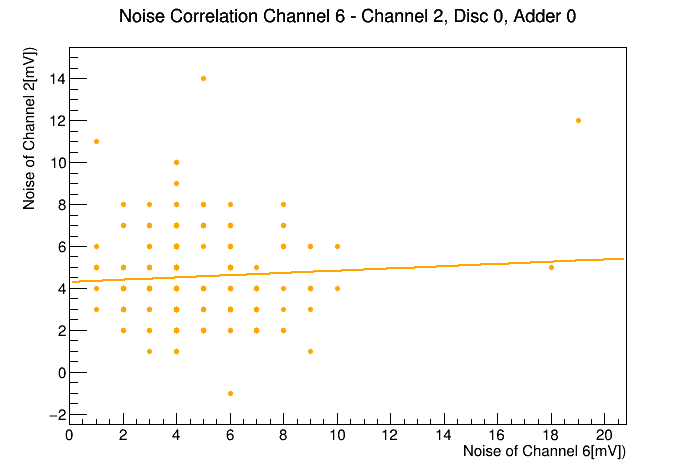 Noise Correlation Channel 6 - Channel 2, Disc 0, Adder 0
Noise of Channel 2[mV])
14
12
10
8
6
4
2
0
−2
0 2 4 6 8 10 12 14 16 18 20
Noise of Channel 6[mV])